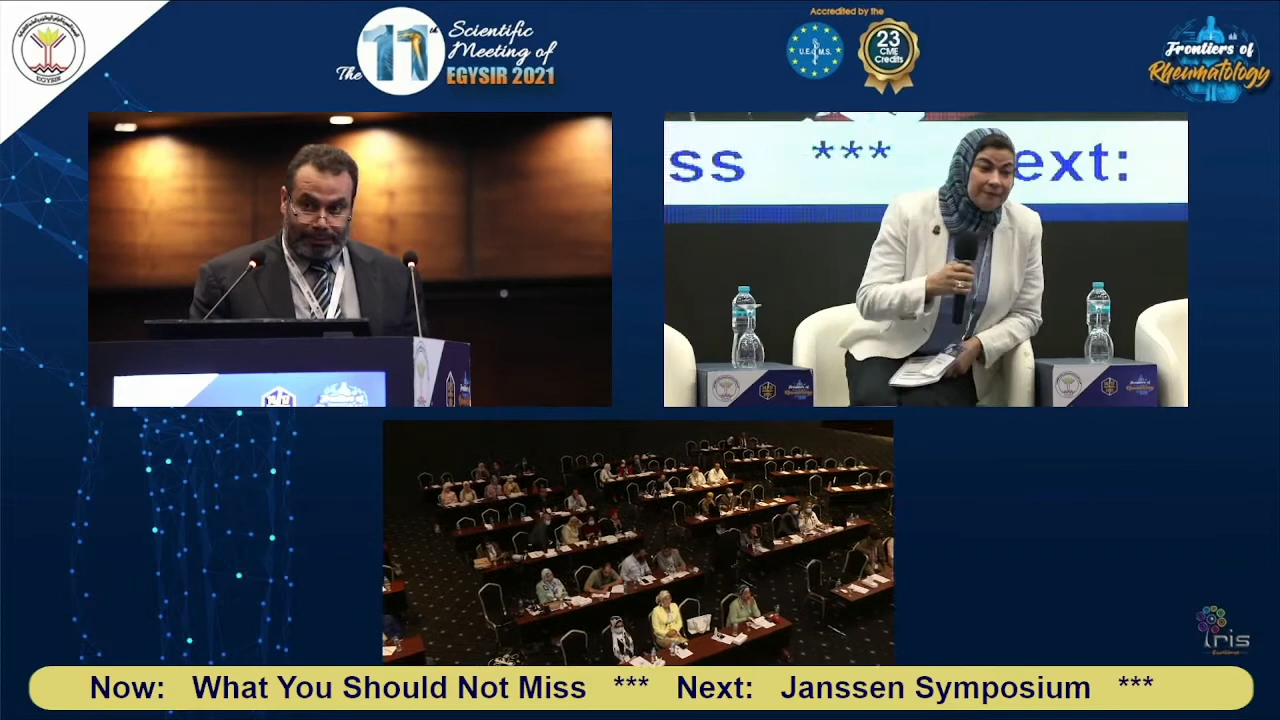 EGYSIR
The 11th
Scientific
Meeting of
EGYSIR 2021
Accredited by the
U.E.M.S.
23
CME
Credits
Frontiers of
Rheumatology
ss *** ext:
Iris
Now: What You Should Not Miss *** Next: Janssen Symposium ***